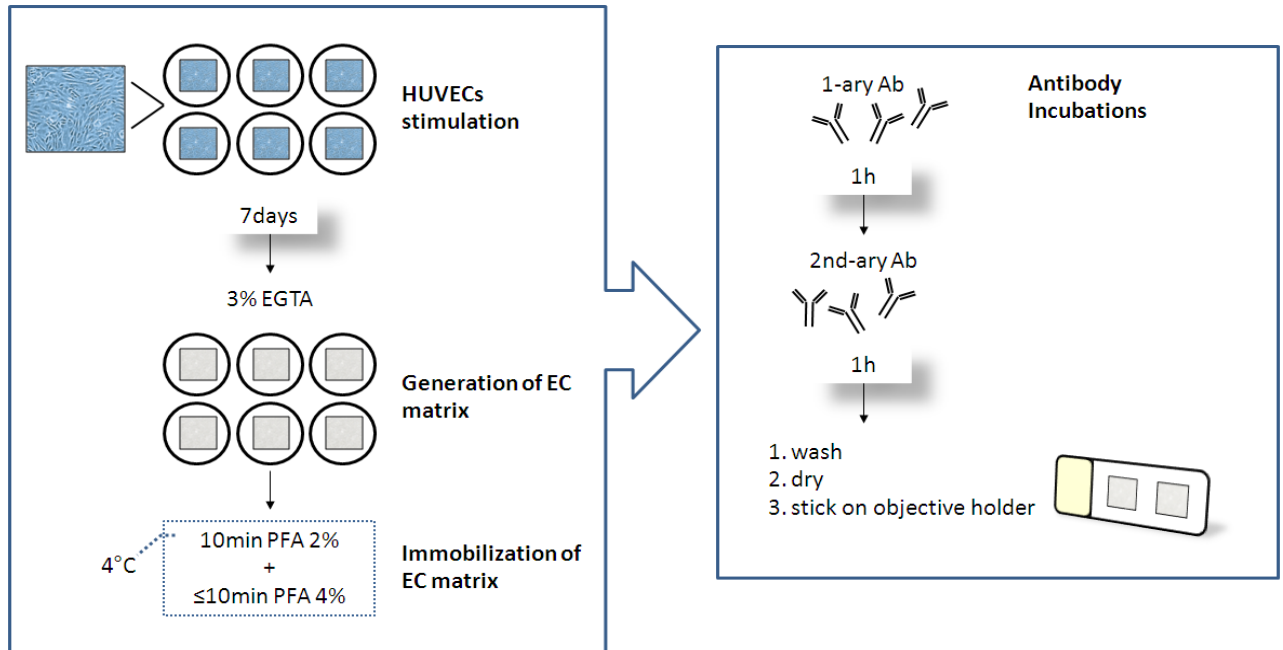 HUVECs
stimulation
7days
3% EGTA
Generation of EC
matrix
4°C
10min PFA 2%
+
≤10min PFA 4%
Immobilization of
EC matrix
1-ary Ab
Antibody
Incubations
1h
2nd-ary Ab
1h
1. wash
2. dry
3. stick on objective holder